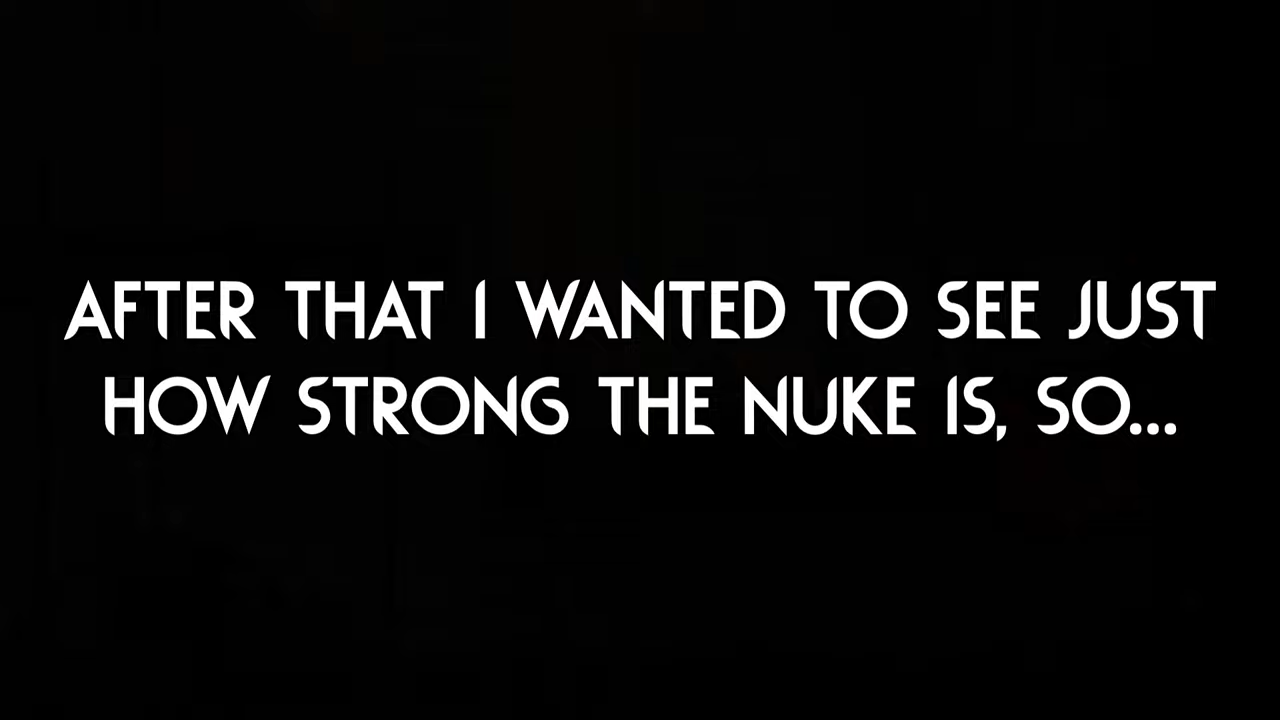 AFTER THAT I WANTED TO SEE JUST
HOW STRONG THE NUKE IS, SO...